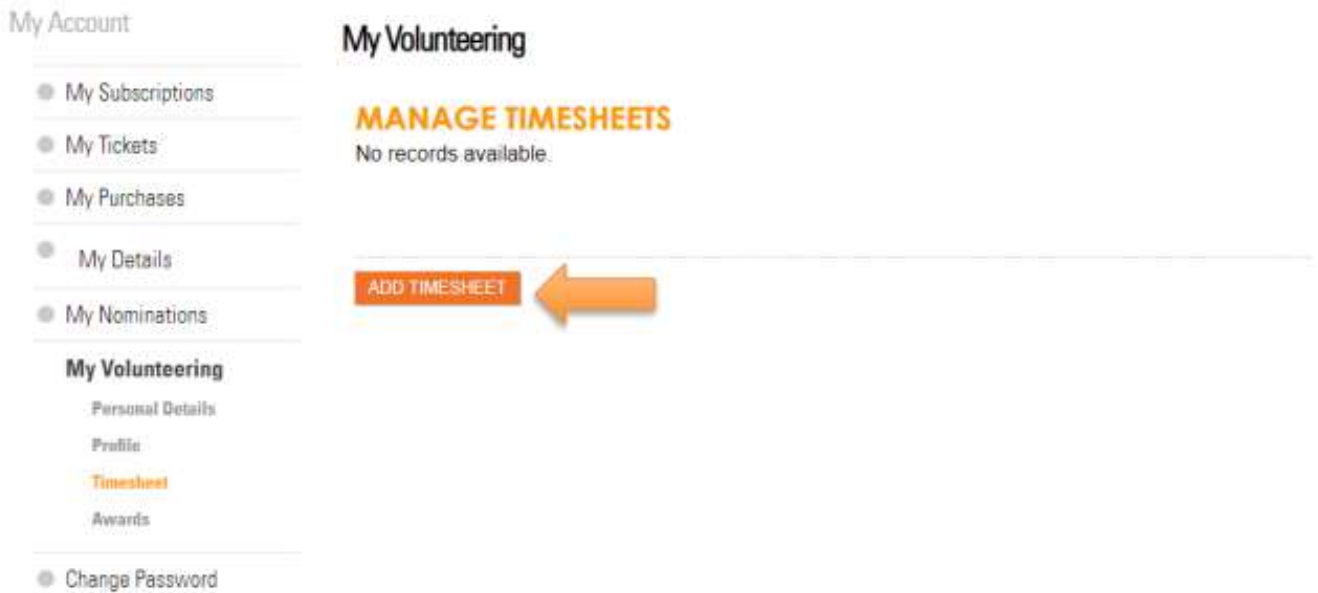 My Account
My Subscriptions
My Tickets
My Purchases
My Details
My Nominations
My Volunteering
Personal Details
Profile
Timesheet
Awards
Change Password
My Volunteering
MANAGE TIMESHEETS
No records available.
ADD TIMESHEET